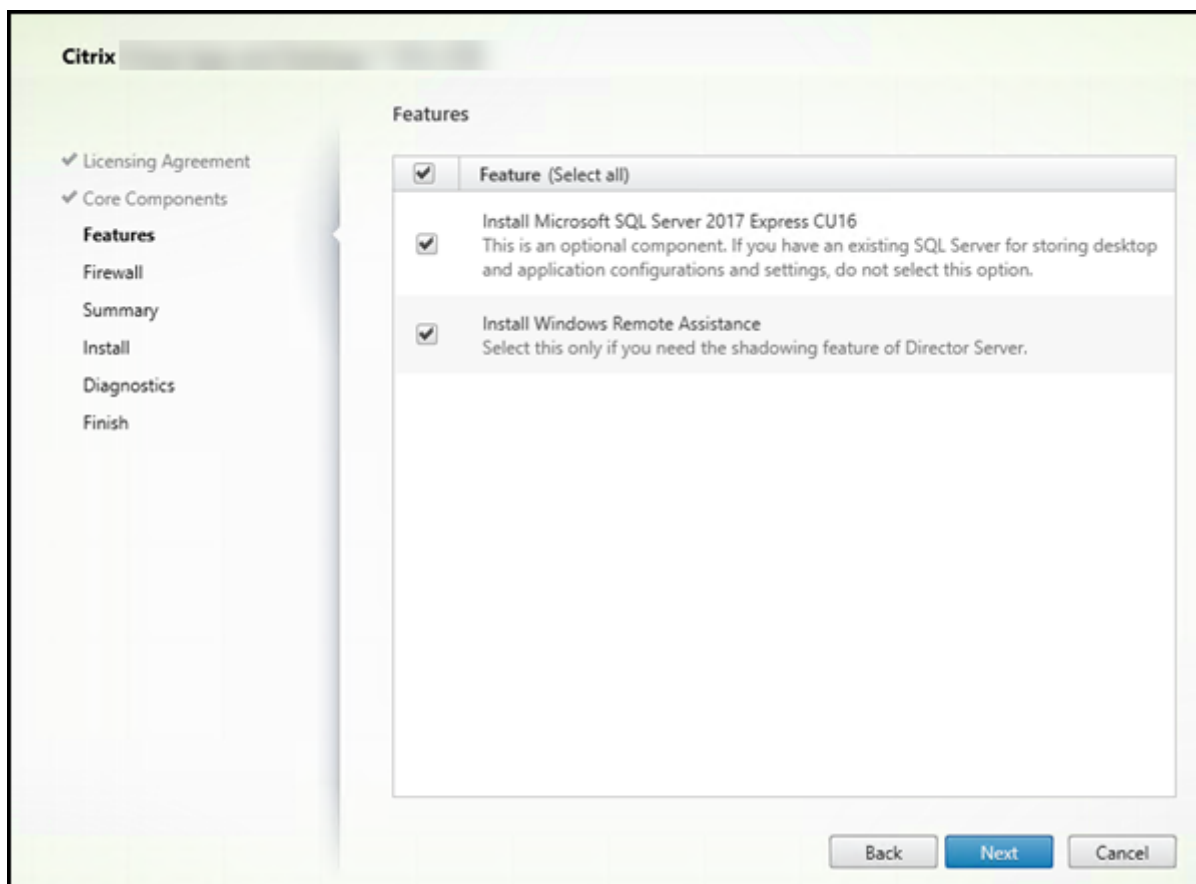 Citrix
Features
Licensing Agreement
Core Components
Features
Firewall
Summary
Install
Diagnostics
Finish
Feature (Select all)
Install Microsoft SQL Server 2017 Express CU16
This is an optional component. If you have an existing SQL Server for storing desktop
and application configurations and settings, do not select this option.
Install Windows Remote Assistance
Select this only if you need the shadowing feature of Director Server.
Back
Next
Cancel